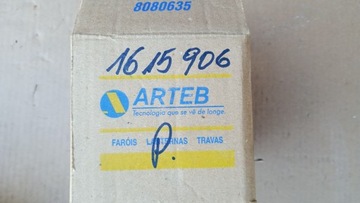 8080635
1615906
ARTEB
Tecnologia que se vê de longe.
FARÓIS LANTERNAS TRAVAS
P.